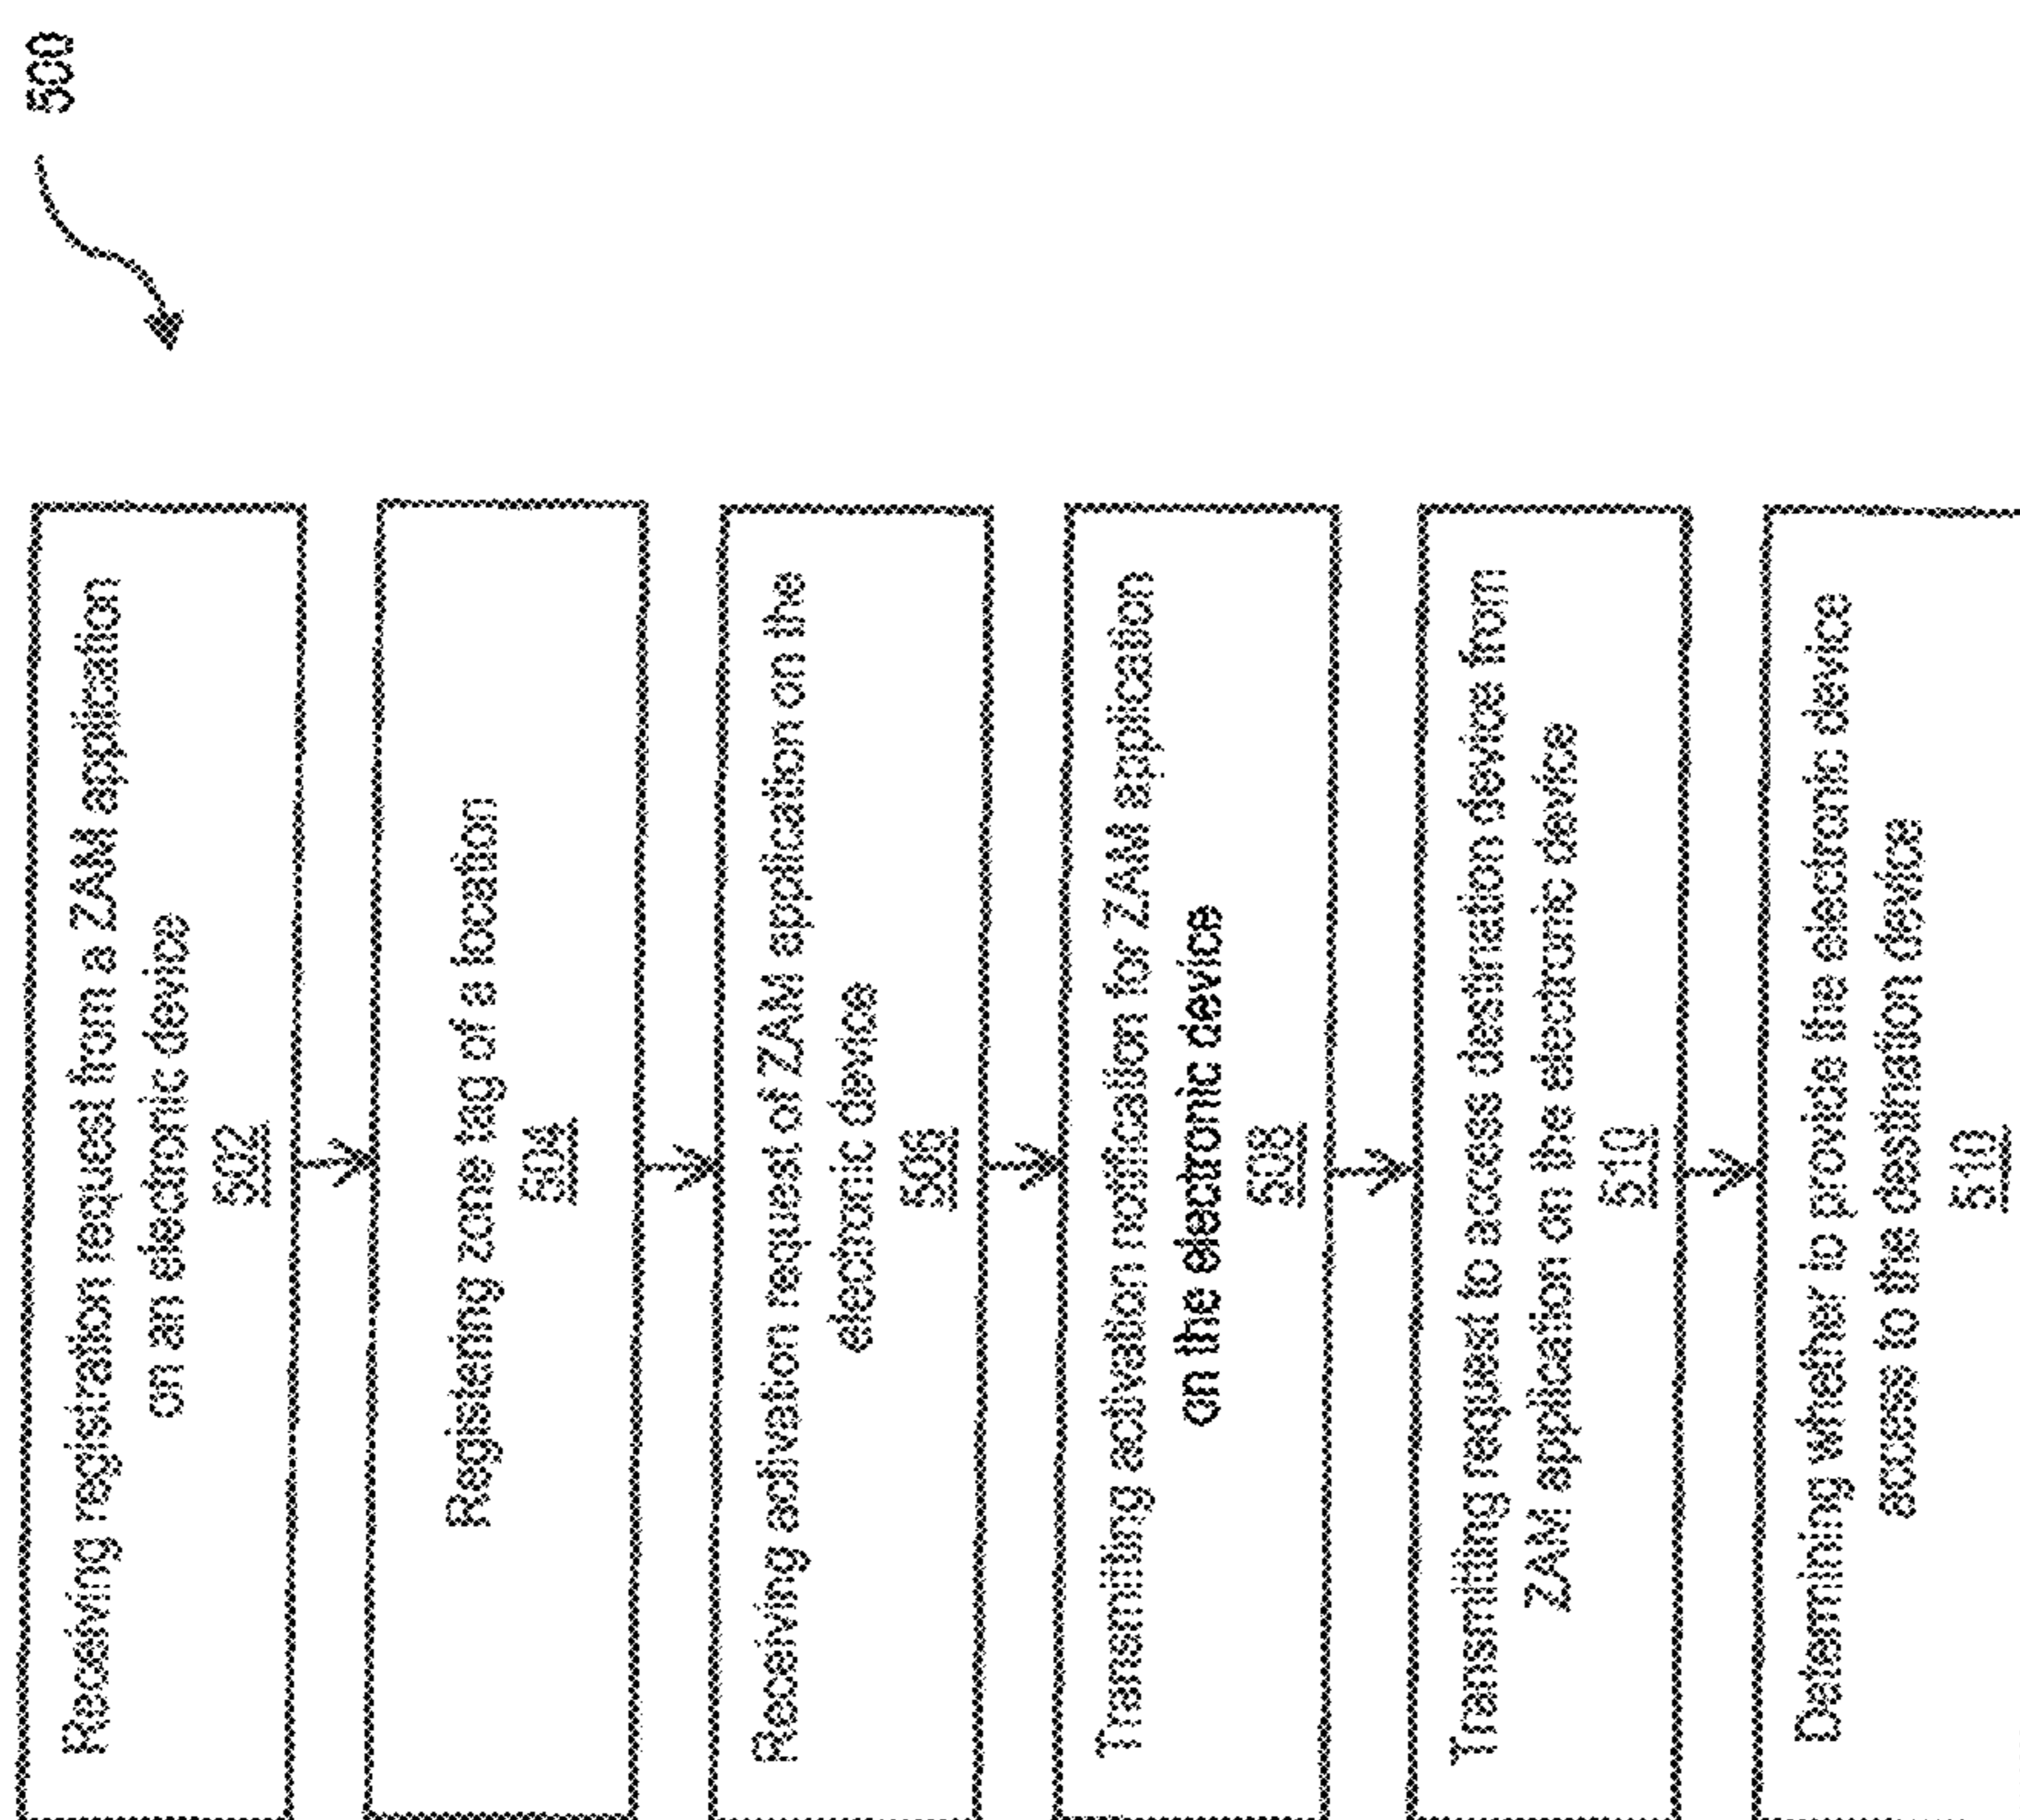 500
Receiving registration request from a ZAM application
on an electronic device
502
Registering zone tag of a location
504
Receiving activation request of ZAM application on the
electronic device
506
Transmitting activation notification for ZAM application
on the electronic device
508
Transmitting request to access destination device from
ZAM application on the electronic device
510
Determining whether to provide the electronic device
access to the destination device
510